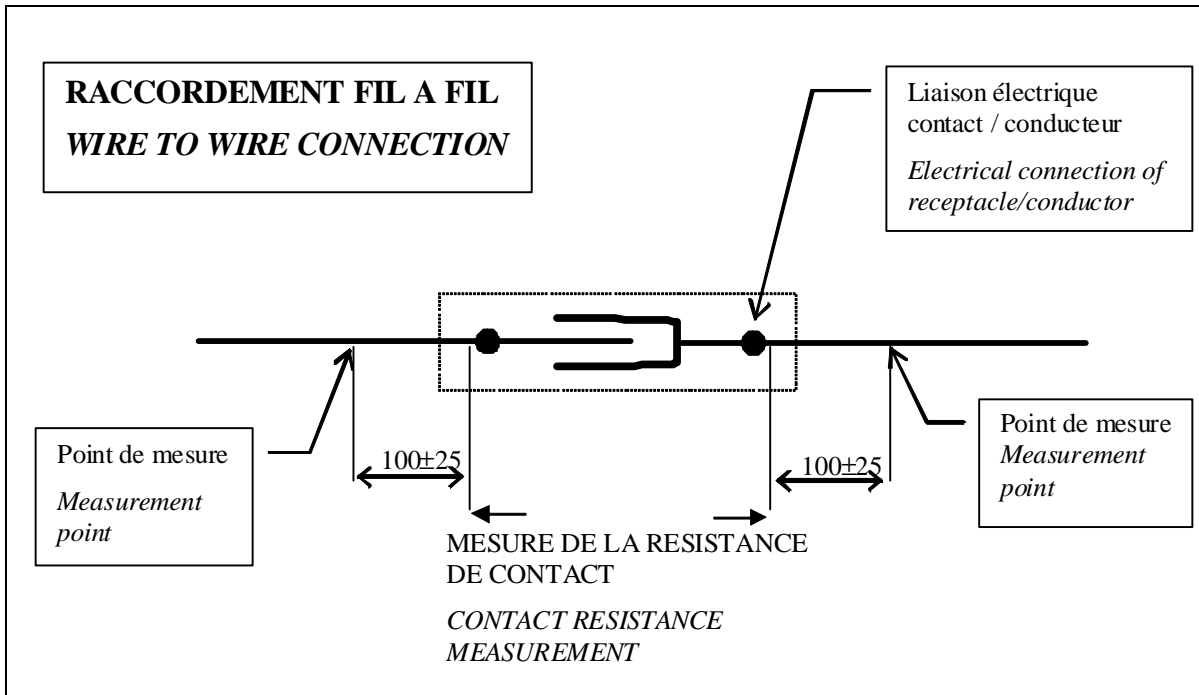 RACCORDEMENT FIL A FIL
WIRE TO WIRE CONNECTION
Liaison électrique
contact / conducteur
Electrical connection of
receptacle/conductor
Point de mesure
Measurement
point
100±25
100±25
Point de mesure
Measurement
point
MESURE DE LA RESISTANCE
DE CONTACT
CONTACT RESISTANCE
MEASUREMENT